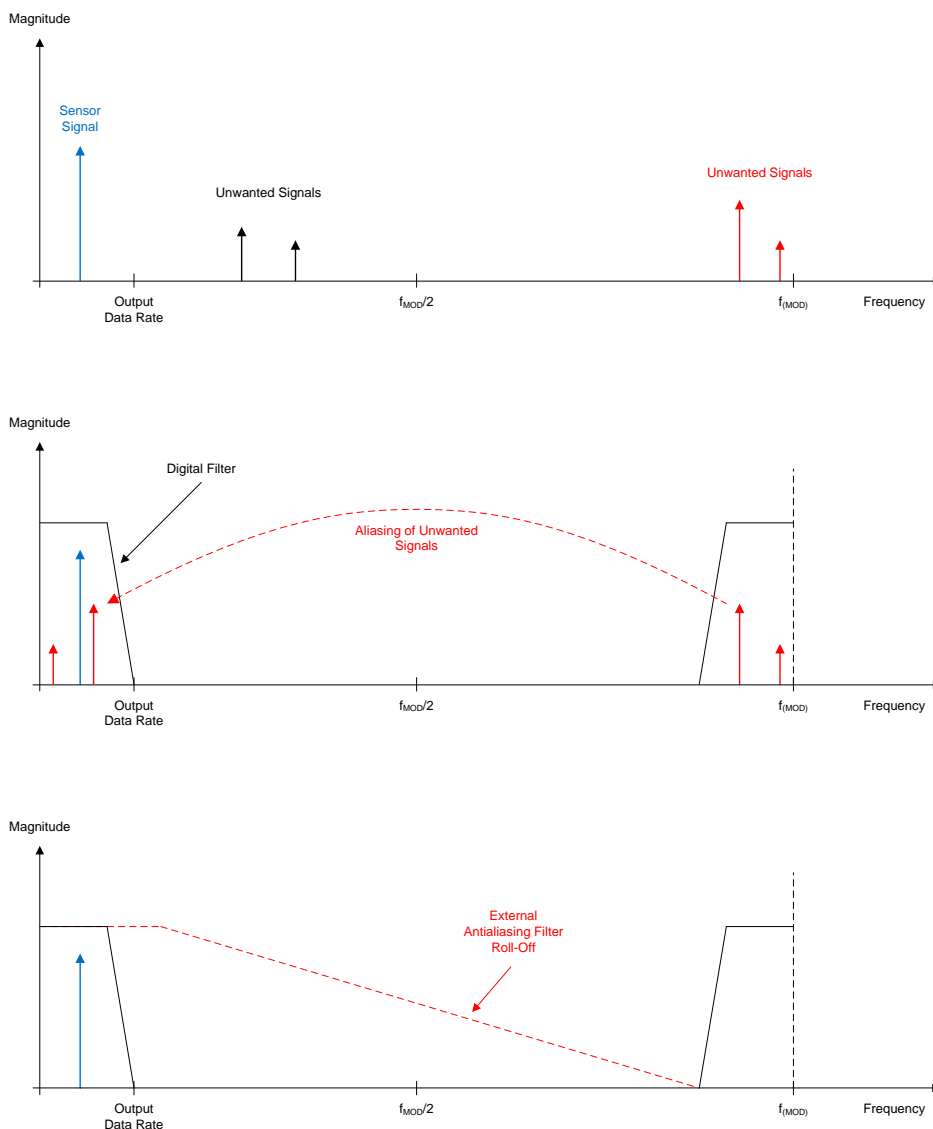 Magnitude
Sensor
Signal
Unwanted Signals
Unwanted Signals
Output
Data Rate
fMOD/2
f(MOD)
Frequency
Magnitude
Digital Filter
Aliasing of Unwanted
Signals
Output
Data Rate
fMOD/2
f(MOD)
Frequency
Magnitude
External
Antialiasing Filter
Roll-Off
Output
Data Rate
fMOD/2
f(MOD)
Frequency